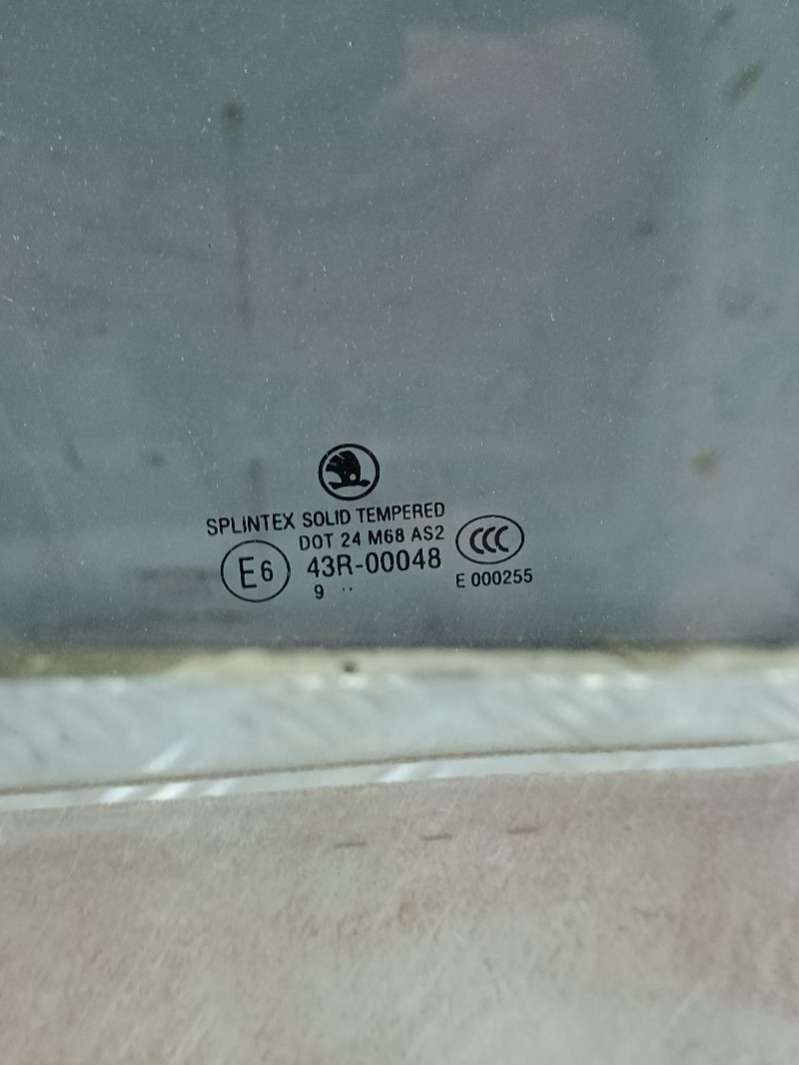 SPLINTEX SOLID TEMPERED
DOT 24 M68 AS2
CCC
E6
43R-00048
E 000255
9 ..